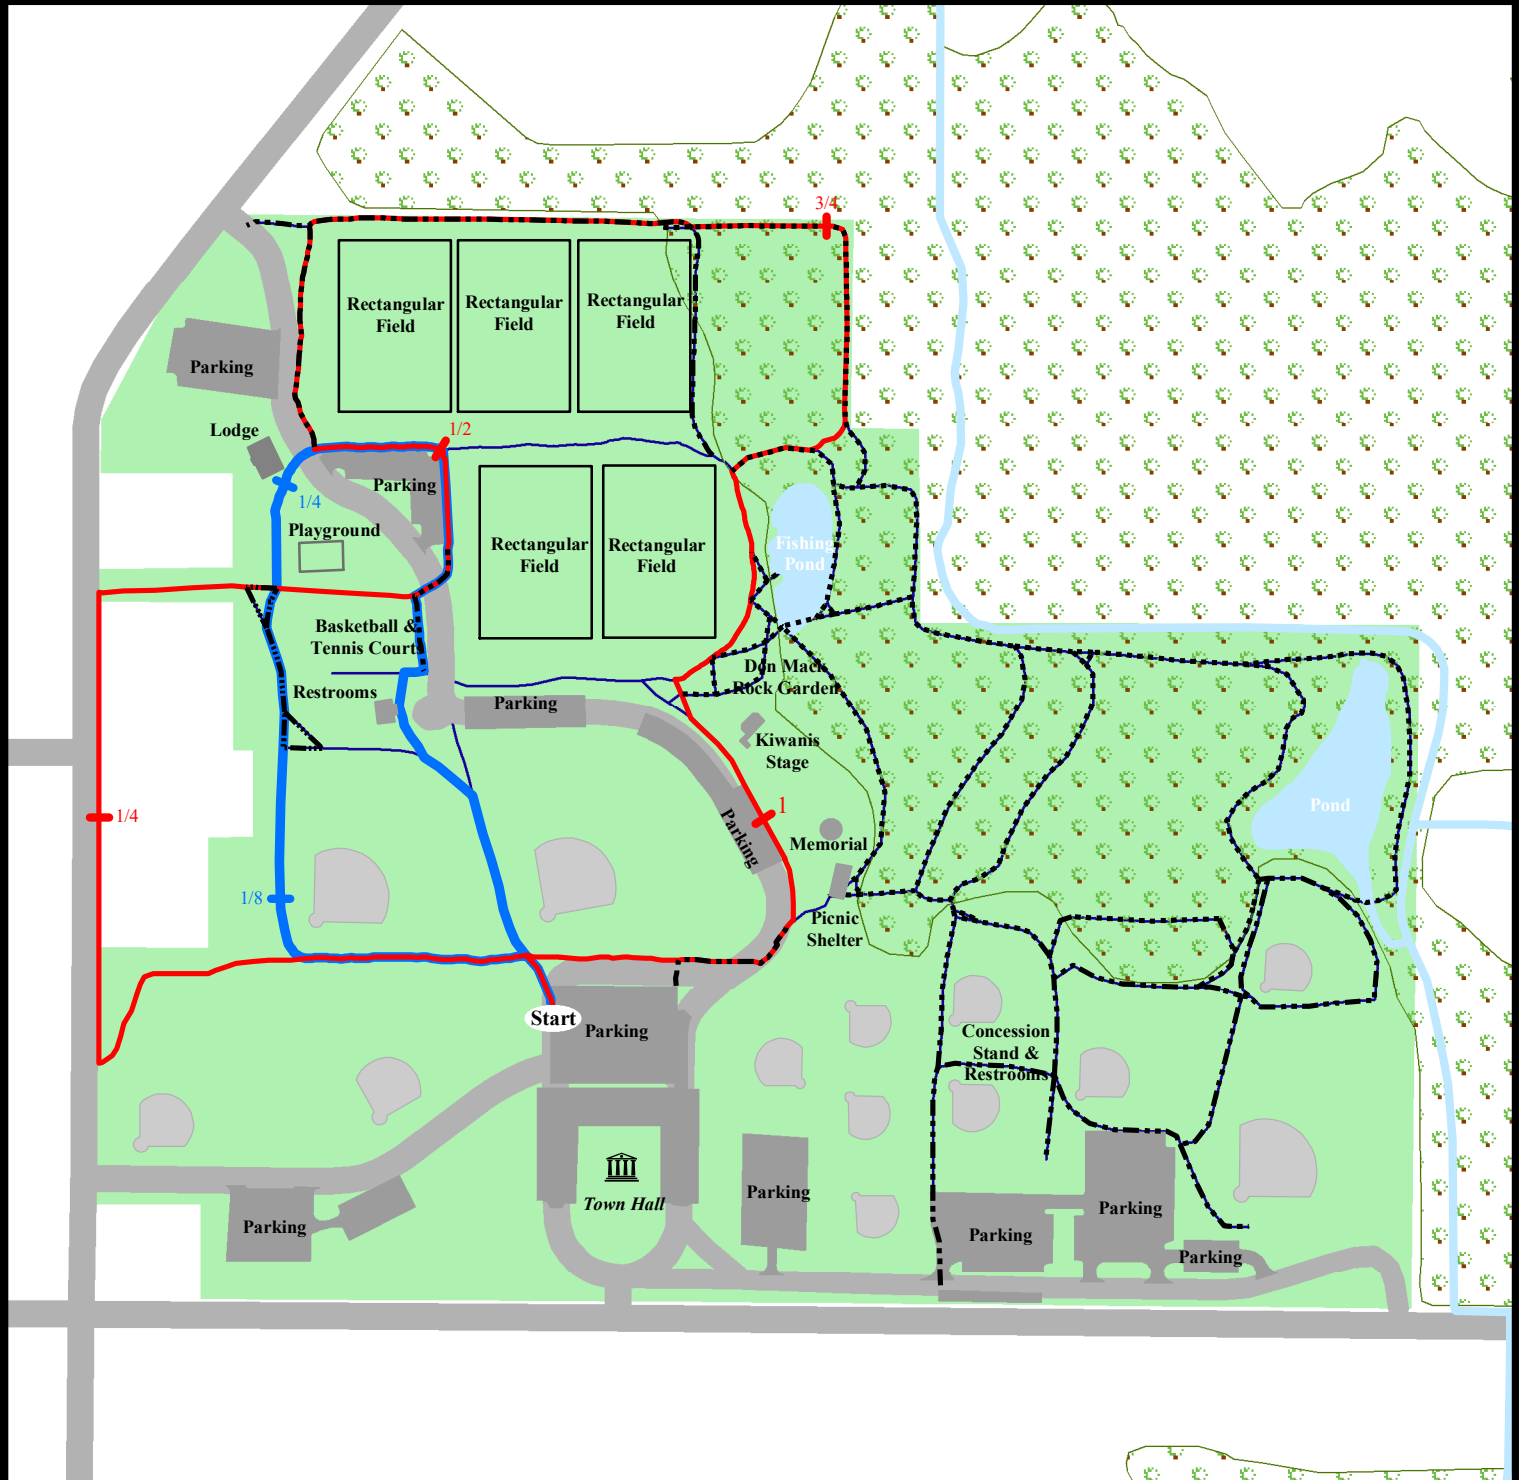 3/4
Rectangular
Field
Rectangular
Field
Rectangular
Field
Parking
Lodge
1/2
Parking
1/4
Playground
Rectangular
Field
Rectangular
Field
Fishing
Pond
Basketball &
Tennis Courts
Don Mack
Rock Garden
Restrooms
Parking
Kiwanis
Stage
Pond
1/4
1
Parking
Memorial
1/8
Picnic
Shelter
Start
Parking
Concession
Stand &
Restrooms
Town Hall
Parking
Parking
Parking
Parking
Parking